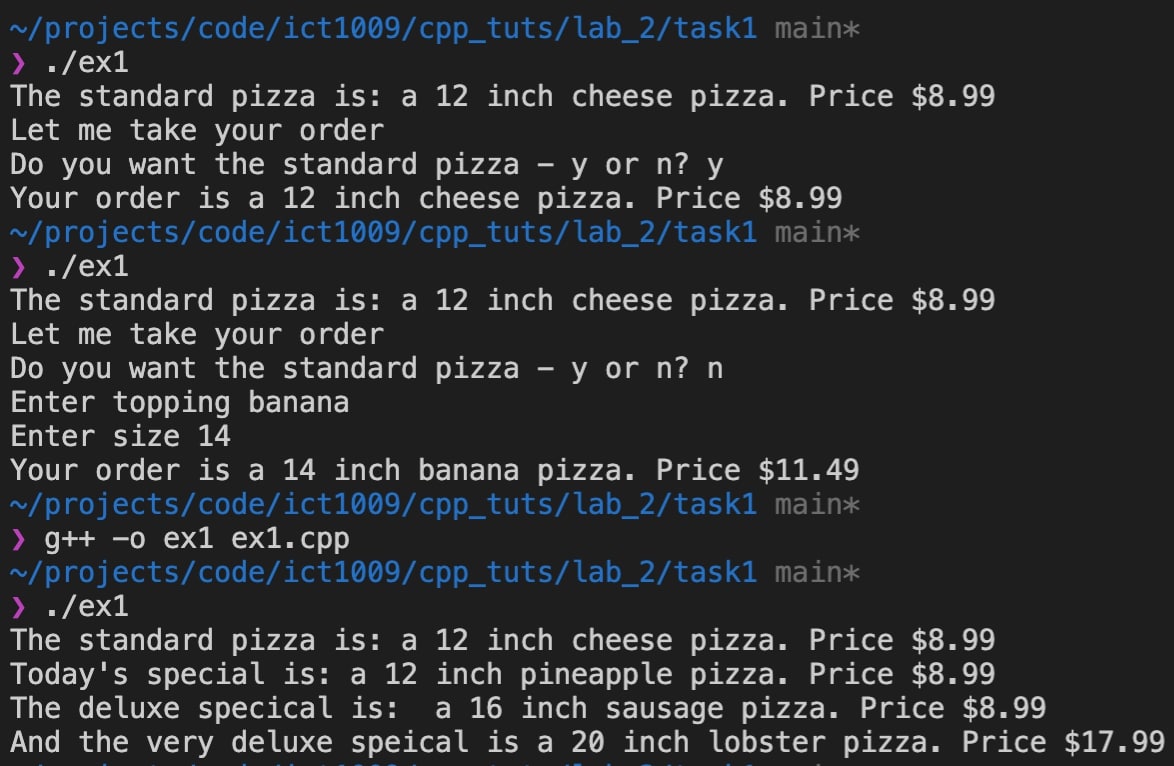 ~/projects/code/ict1009/cpp_tuts/lab_2/task1 main*
❯ ./ex1
The standard pizza is: a 12 inch cheese pizza. Price $8.99
Let me take your order
Do you want the standard pizza – y or n? y
Your order is a 12 inch cheese pizza. Price $8.99
~/projects/code/ict1009/cpp_tuts/lab_2/task1 main*
❯ ./ex1
The standard pizza is: a 12 inch cheese pizza. Price $8.99
Let me take your order
Do you want the standard pizza – y or n? n
Enter topping banana
Enter size 14
Your order is a 14 inch banana pizza. Price $11.49
~/projects/code/ict1009/cpp_tuts/lab_2/task1 main*
❯ g++ -o ex1 ex1.cpp
~/projects/code/ict1009/cpp_tuts/lab_2/task1 main*
❯ ./ex1
The standard pizza is: a 12 inch cheese pizza. Price $8.99
Today's special is: a 12 inch pineapple pizza. Price $8.99
The deluxe specical is:  a 16 inch sausage pizza. Price $8.99
And the very deluxe speical is a 20 inch lobster pizza. Price $17.99